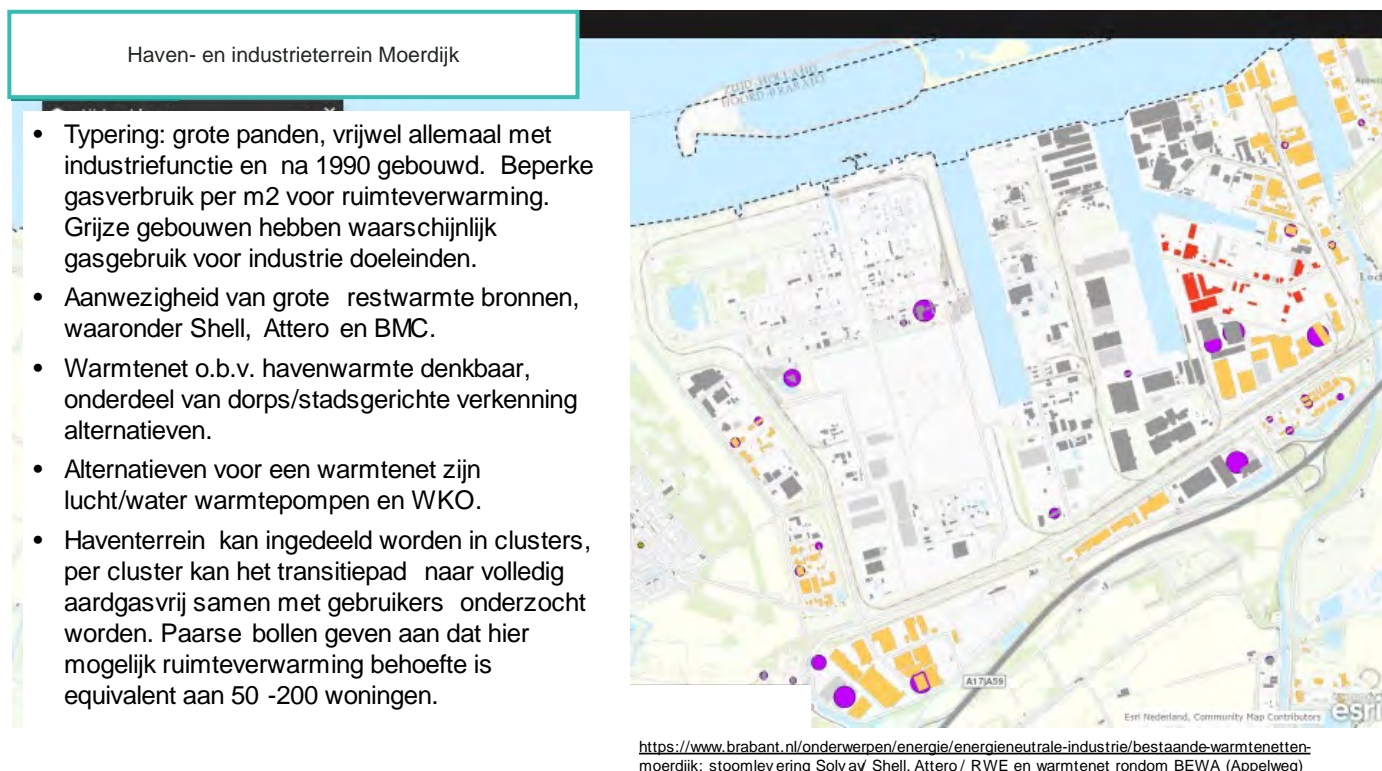 Haven- en industrieterrein Moerdijk
• Typering: grote panden, vrijwel allemaal met
industriefunctie en na 1990 gebouwd. Beperke
gasverbruik per m2 voor ruimteverwarming.
Grijze gebouwen hebben waarschijnlijk
gasgebruik voor industrie doeleinden.
• Aanwezigheid van grote restwarmte bronnen,
waaronder Shell, Attero en BMC.
• Warmtenet o.b.v. havenwarmte denkbaar,
onderdeel van dorps/stadsgerichte verkenning
alternatieven.
• Alternatieven voor een warmtenet zijn
lucht/water warmtepompen en WKO.
• Haventerrein kan ingedeeld worden in clusters,
per cluster kan het transitiepad naar volledig
aardgasvrij samen met gebruikers onderzocht
worden. Paarse bollen geven aan dat hier
mogelijk ruimteverwarming behoefte is
equivalent aan 50 -200 woningen.
ZUID-HOLLAND
NOORD-BRABANT
A17|A59
Esri Nederland, Community Map Contributors
esri
https://www.brabant.nl/onderwerpen/energie/energieneutrale-industrie/bestaande-warmtenetten-
moerdijk: stoomlevering Solvay/ Shell, Attero / RWE en warmtenet rondom BEWA (Appelweg)